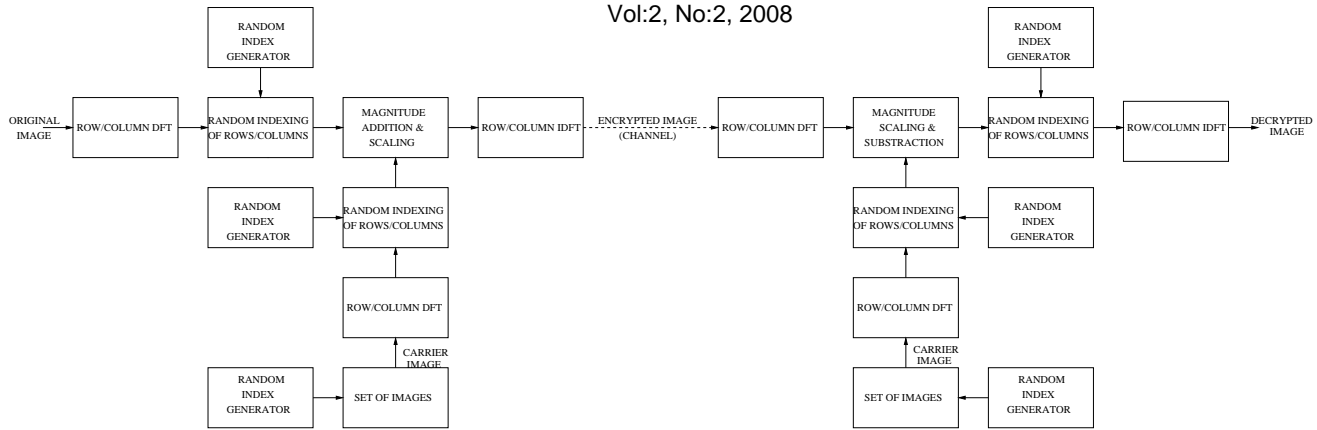 Vol:2, No:2, 2008
RANDOM
INDEX
GENERATOR
ORIGINAL
IMAGE
ROW/COLUMN DFT
RANDOM INDEXING
OF ROWS/COLUMNS
MAGNITUDE
ADDITION &
SCALING
ROW/COLUMN IDFT
ENCRYPTED IMAGE
(CHANNEL)
RANDOM
INDEX
GENERATOR
RANDOM INDEXING
OF ROWS/COLUMNS
ROW/COLUMN DFT
CARRIER
IMAGE
RANDOM
INDEX
GENERATOR
SET OF IMAGES
RANDOM
INDEX
GENERATOR
ROW/COLUMN DFT
MAGNITUDE
SCALING &
SUBSTRACTION
RANDOM INDEXING
OF ROWS/COLUMNS
ROW/COLUMN IDFT
DECRYPTED
IMAGE
RANDOM INDEXING
OF ROWS/COLUMNS
RANDOM
INDEX
GENERATOR
ROW/COLUMN DFT
CARRIER
IMAGE
SET OF IMAGES
RANDOM
INDEX
GENERATOR